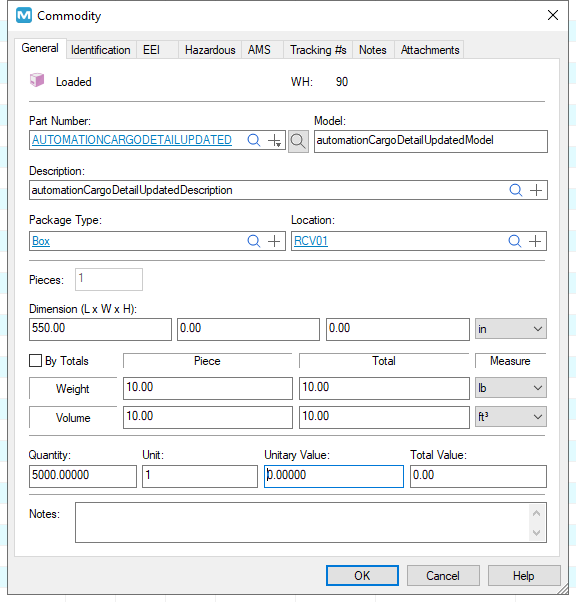 Commodity
General Identification EEI Hazardous AMS Tracking #s Notes Attachments
Loaded WH: 90
Part Number: Model:
AUTOMATIONCARGODETAILUPDATED automationCargoDetailUpdatedModel
Description:
automationCargoDetailUpdatedDescription
Package Type: Location:
Box RCV01
Pieces: 1
Dimension (L x W x H):
550.00 0.00 0.00 in
By Totals Piece Total Measure
Weight 10.00 10.00 lb
Volume 10.00 10.00 ft³
Quantity: Unit: Unitary Value: Total Value:
5000.00000 1 0.00000 0.00
Notes:
OK Cancel Help